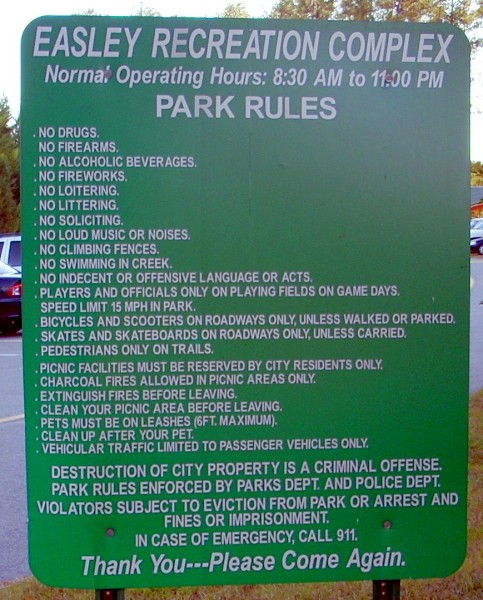 EASLEY RECREATION COMPLEX
Normal Operating Hours: 8:30 AM to 11:00 PM
PARK RULES
. NO DRUGS.
NO FIREARMS.
. NO ALCOHOLIC BEVERAGES.
. NO FIREWORKS.
. NO LOITERING.
. NO LITTERING.
. NO SOLICITING.
. NO LOUD MUSIC OR NOISES.
. NO CLIMBING FENCES.
. NO SWIMMING IN CREEK.
. NO INDECENT OR OFFENSIVE LANGUAGE OR ACTS.
. PLAYERS AND OFFICIALS ONLY ON PLAYING FIELDS ON GAME DAYS.
SPEED LIMIT 15 MPH IN PARK.
. BICYCLES AND SCOOTERS ON ROADWAYS ONLY, UNLESS WALKED OR PARKED.
. SKATES AND SKATEBOARDS ON ROADWAYS ONLY, UNLESS CARRIED.
. PEDESTRIANS ONLY ON TRAILS.
. PICNIC FACILITIES MUST BE RESERVED BY CITY RESIDENTS ONLY.
. CHARCOAL FIRES ALLOWED IN PICNIC AREAS ONLY.
. EXTINGUISH FIRES BEFORE LEAVING.
. CLEAN YOUR PICNIC AREA BEFORE LEAVING.
. PETS MUST BE ON LEASHES (6FT. MAXIMUM).
. CLEAN UP AFTER YOUR PET.
. VEHICULAR TRAFFIC LIMITED TO PASSENGER VEHICLES ONLY.
DESTRUCTION OF CITY PROPERTY IS A CRIMINAL OFFENSE.
PARK RULES ENFORCED BY PARKS DEPT. AND POLICE DEPT.
VIOLATORS SUBJECT TO EVICTION FROM PARK OR ARREST AND
FINES OR IMPRISONMENT.
IN CASE OF EMERGENCY, CALL 911.
Thank You---Please Come Again.